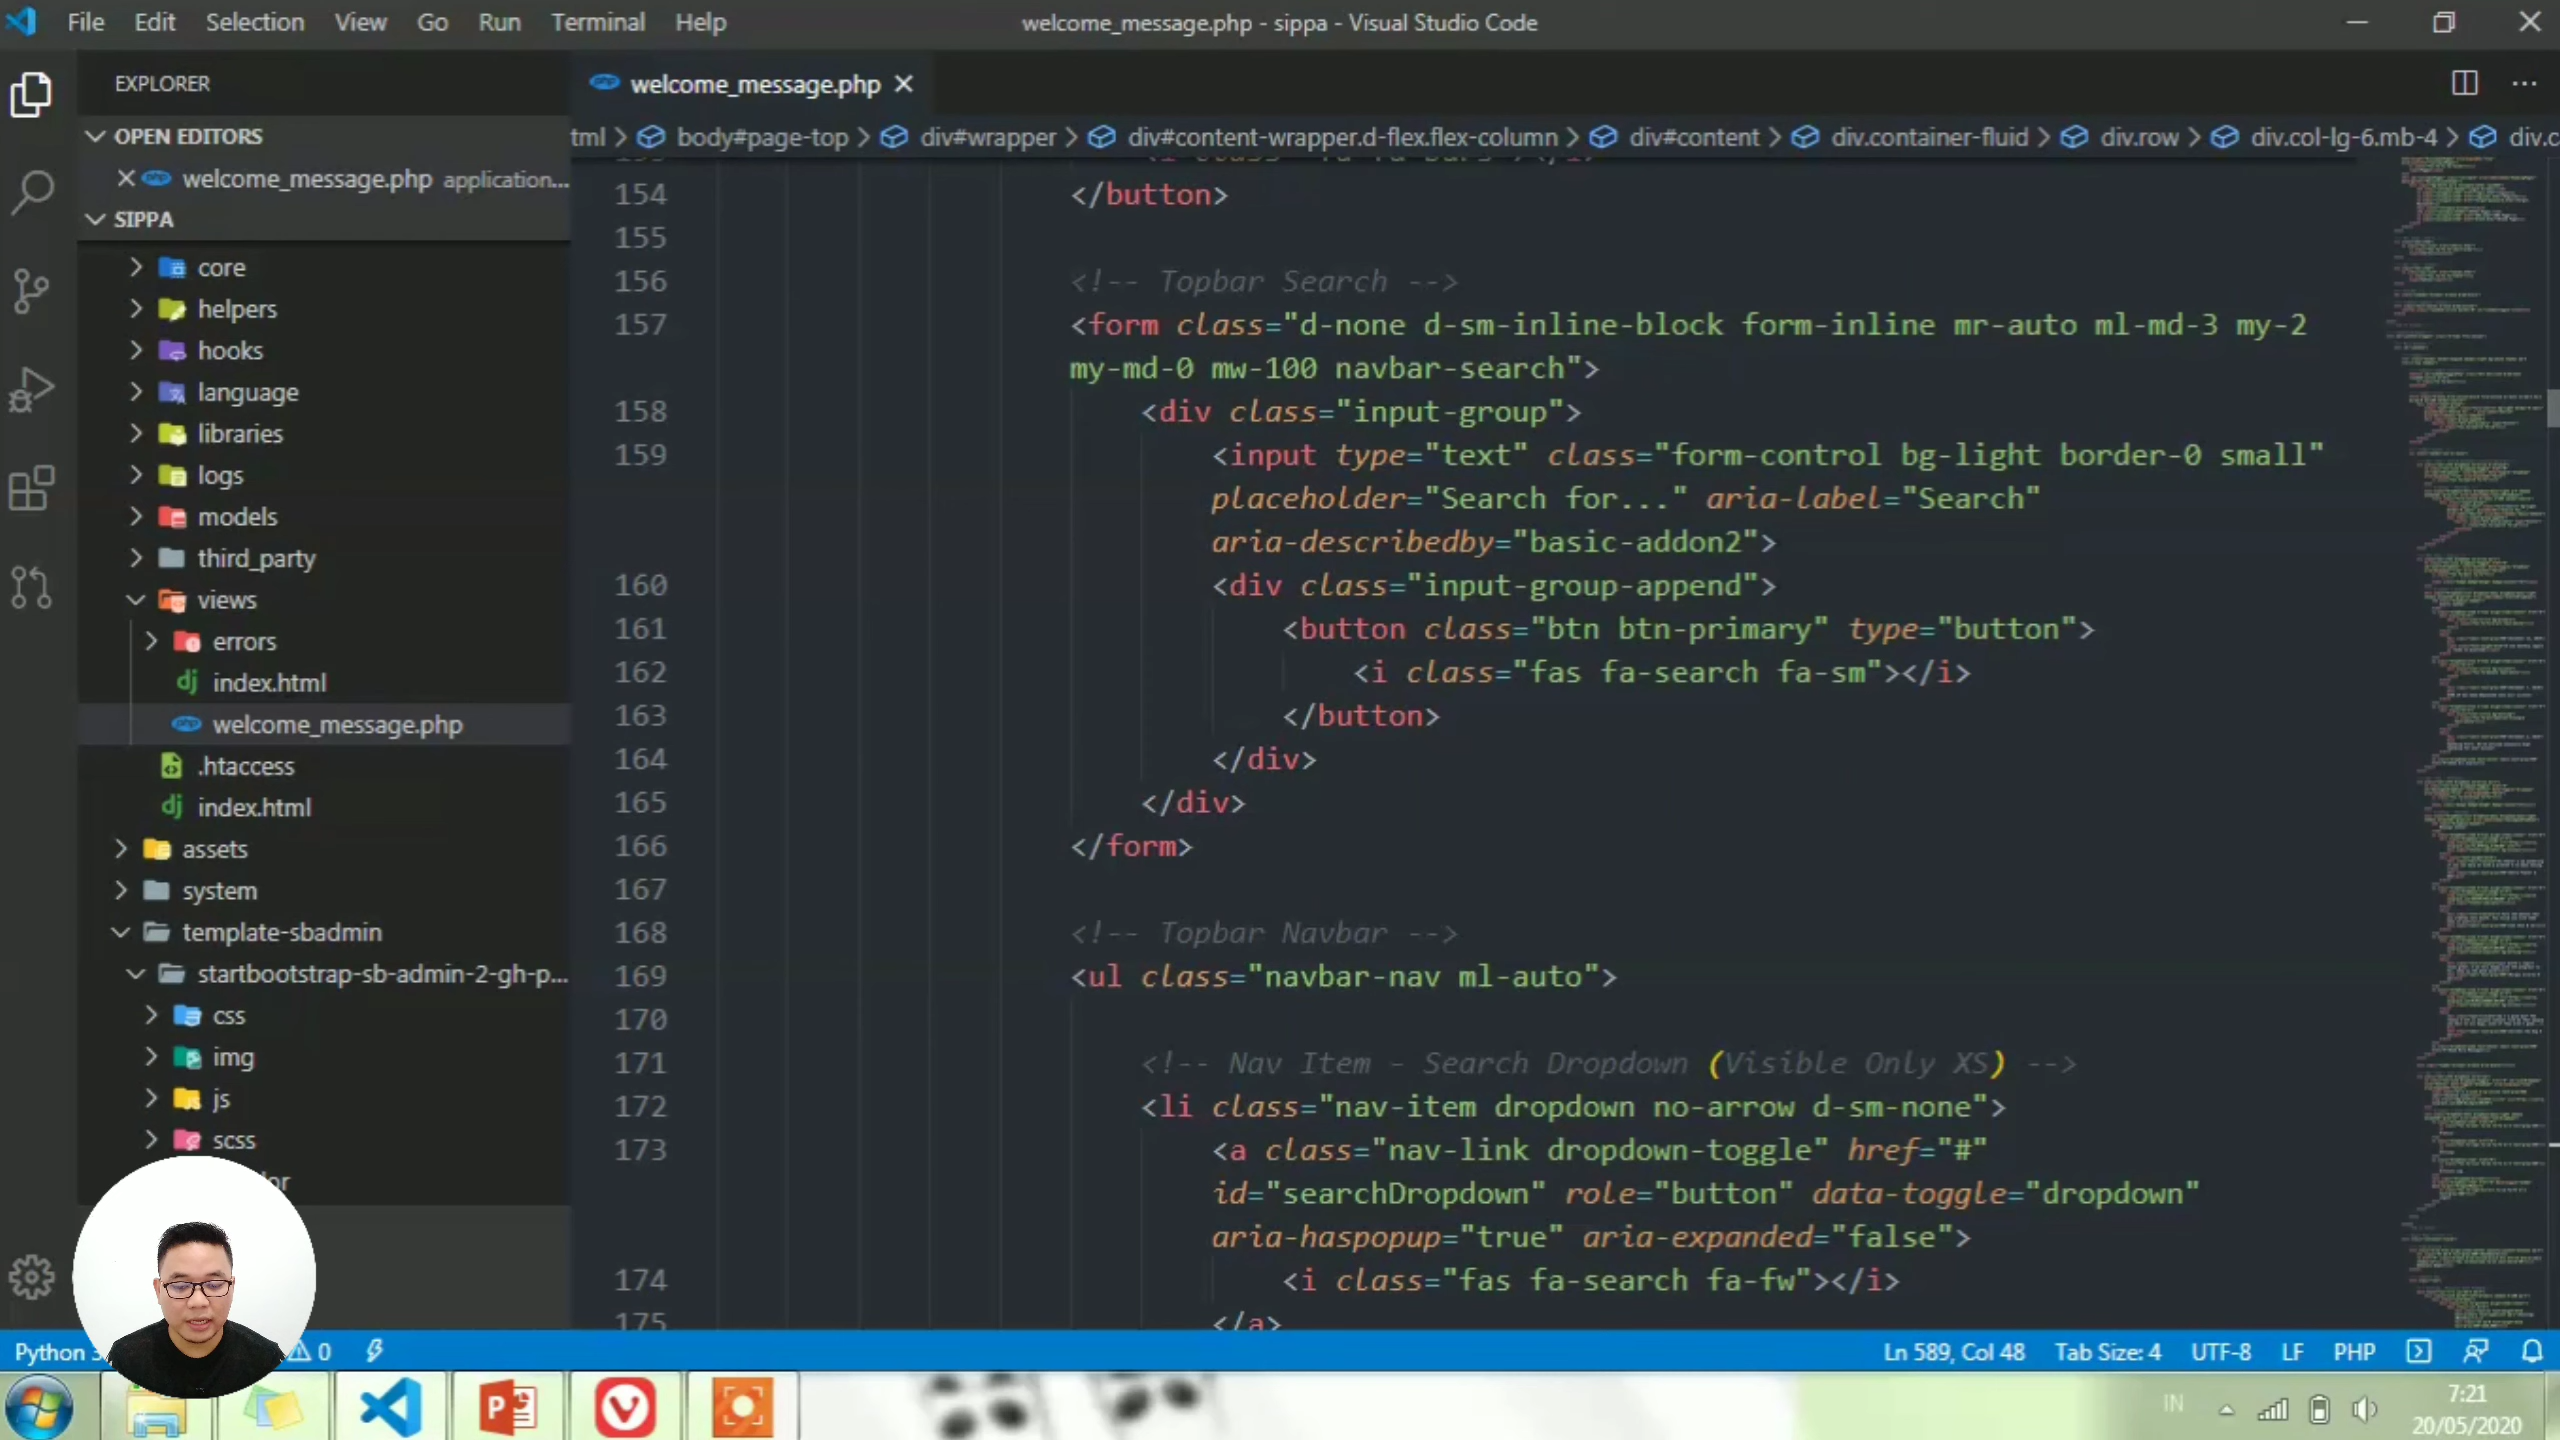 File Edit Selection View Go Run Terminal Help
welcome_message.php - sippa - Visual Studio Code
EXPLORER
OPEN EDITORS
welcome_message.php application...
SIPPA
core
helpers
hooks
language
libraries
logs
models
third_party
views
errors
index.html
welcome_message.php
.htaccess
index.html
assets
system
template-sbadmin
startbootstrap-sb-admin-2-gh-p...
css
img
js
scss
welcome_message.php
tml > body#page-top > div#wrapper > div#content-wrapper.d-flex.flex-column > div#content > div.container-fluid > div.row > div.col-lg-6.mb-4 > div.c
154 </button>
155
156 <!-- Topbar Search -->
157 <form class="d-none d-sm-inline-block form-inline mr-auto ml-md-3 my-2
my-md-0 mw-100 navbar-search">
158 <div class="input-group">
159 <input type="text" class="form-control bg-light border-0 small"
placeholder="Search for..." aria-label="Search"
aria-describedby="basic-addon2">
160 <div class="input-group-append">
161 <button class="btn btn-primary" type="button">
162 <i class="fas fa-search fa-sm"></i>
163 </button>
164 </div>
165 </div>
166 </form>
167
168 <!-- Topbar Navbar -->
169 <ul class="navbar-nav ml-auto">
170
171 <!-- Nav Item - Search Dropdown (Visible Only XS) -->
172 <li class="nav-item dropdown no-arrow d-sm-none">
173 <a class="nav-link dropdown-toggle" href="#"
id="searchDropdown" role="button" data-toggle="dropdown"
aria-haspopup="true" aria-expanded="false">
174 <i class="fas fa-search fa-fw"></i>
175 </a>
Python
0
Ln 589, Col 48 Tab Size: 4 UTF-8 LF PHP
IN
7:21
20/05/2020